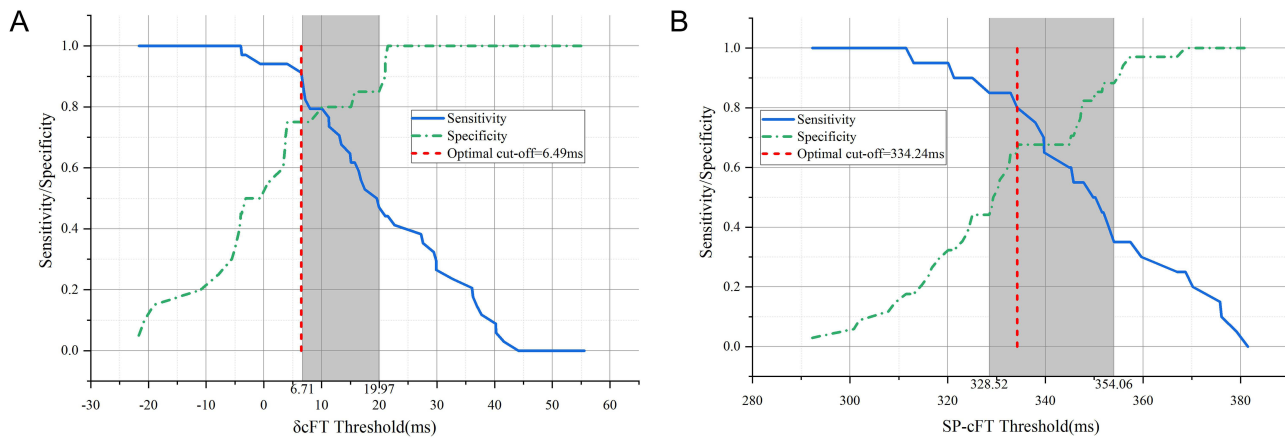 A
1.0
0.8
0.6
0.4
0.2
0.0
Sensitivity/Specificity
Sensitivity
Specificity
Optimal cut-off=6.49ms
6.71
19.97
-30 -20 -10 0 10 20 30 40 50 60
δcFT Threshold(ms)
B
1.0
0.8
0.6
0.4
0.2
0.0
Sensitivity/Specificity
Sensitivity
Specificity
Optimal cut-off=334.24ms
328.52
354.06
280 300 320 340 360 380
SP-cFT Threshold(ms)